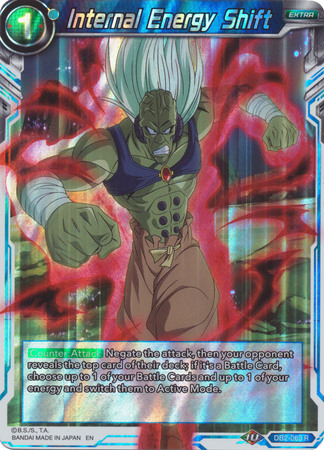 1
Internal Energy Shift
EXTRA
Counter: Attack Negate the attack, then your opponent
reveals the top card of their deck; if it's a Battle Card,
choose up to 1 of your Battle Cards and up to 1 of your
energy and switch them to Active Mode.
©B.S./S., T.A.
BANDAI MADE IN JAPAN EN
DB2-063 R